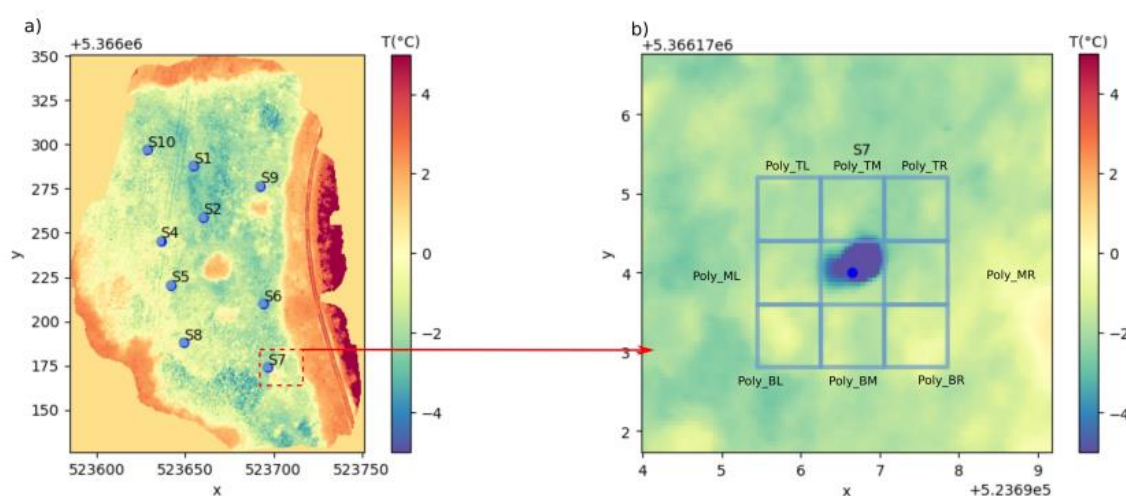 a)
+5.366e6
T(°C)
350
325
300
275
250
225
200
175
150
S10
S1
S9
S2
S4
S5
S6
S8
S7
4
2
0
−2
−4
y
523600
523650
523700
523750
x
b)
+5.36617e6
T(°C)
6
5
4
3
2
S7
Poly_TL
Poly_TM
Poly_TR
Poly_ML
Poly_MR
Poly_BL
Poly_BM
Poly_BR
4
2
0
−2
−4
y
4
5
6
7
8
9
x
+5.2369e5